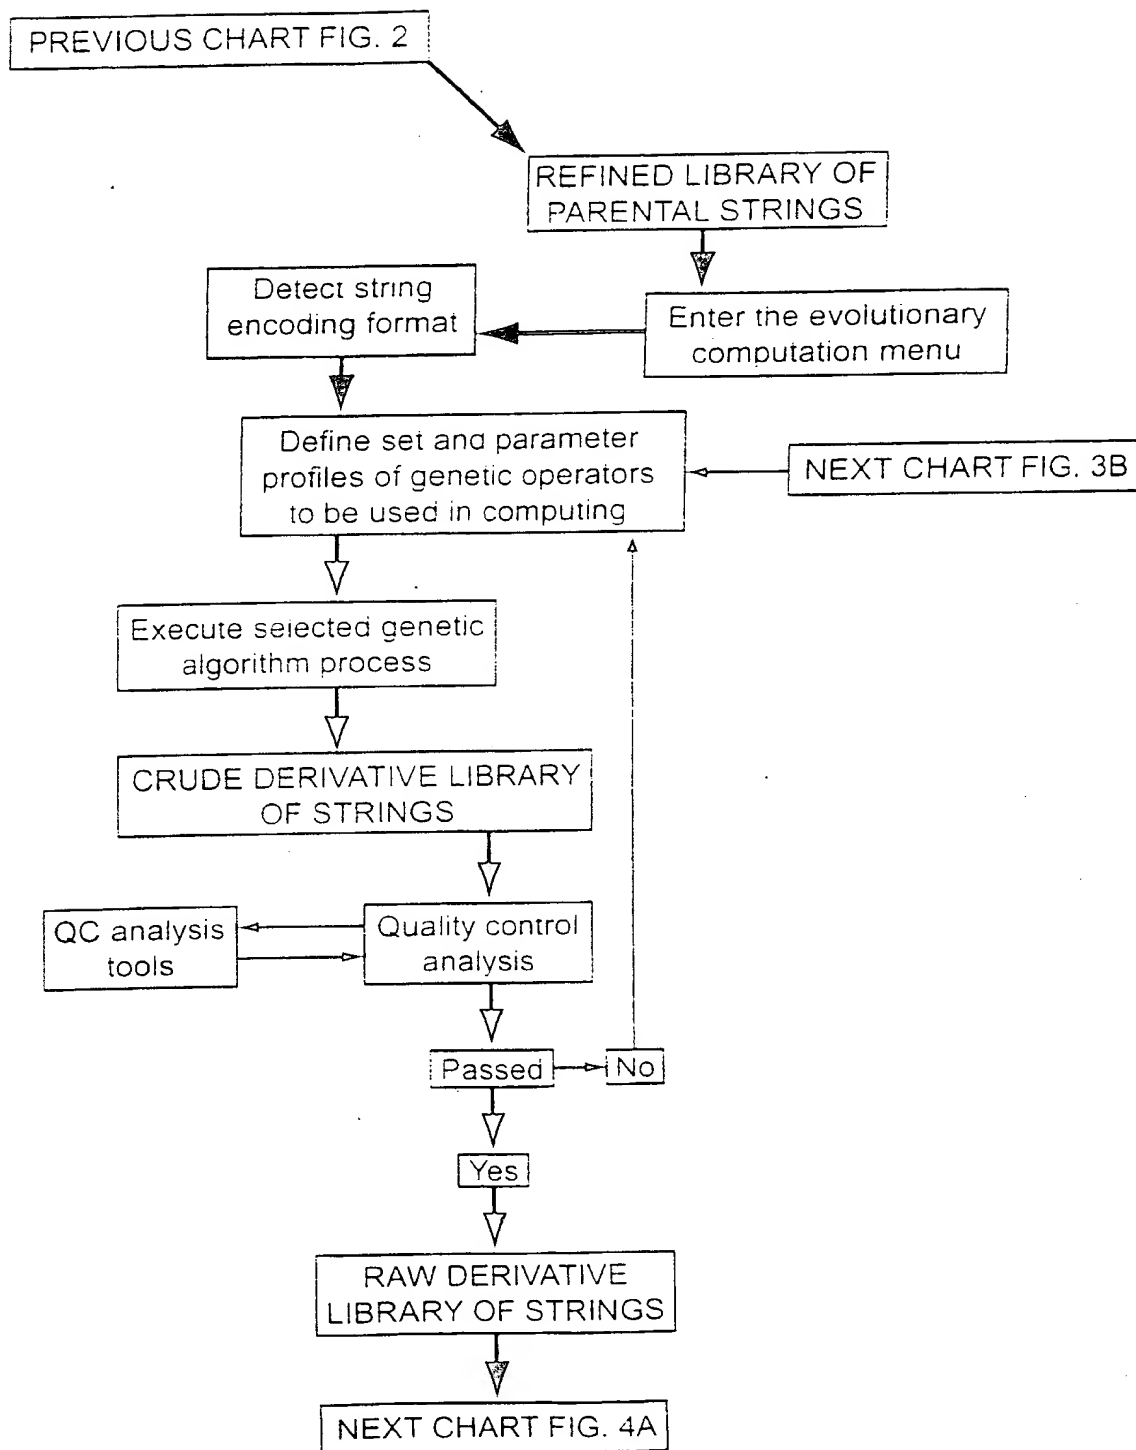 PREVIOUS CHART FIG. 2
REFINED LIBRARY OF
PARENTAL STRINGS
Detect string
encoding format
Enter the evolutionary
computation menu
Define set and parameter
profiles of genetic operators
to be used in computing
NEXT CHART FIG. 3B
Execute selected genetic
algorithm process
CRUDE DERIVATIVE LIBRARY
OF STRINGS
QC analysis
tools
Quality control
analysis
Passed
No
Yes
RAW DERIVATIVE
LIBRARY OF STRINGS
NEXT CHART FIG. 4A